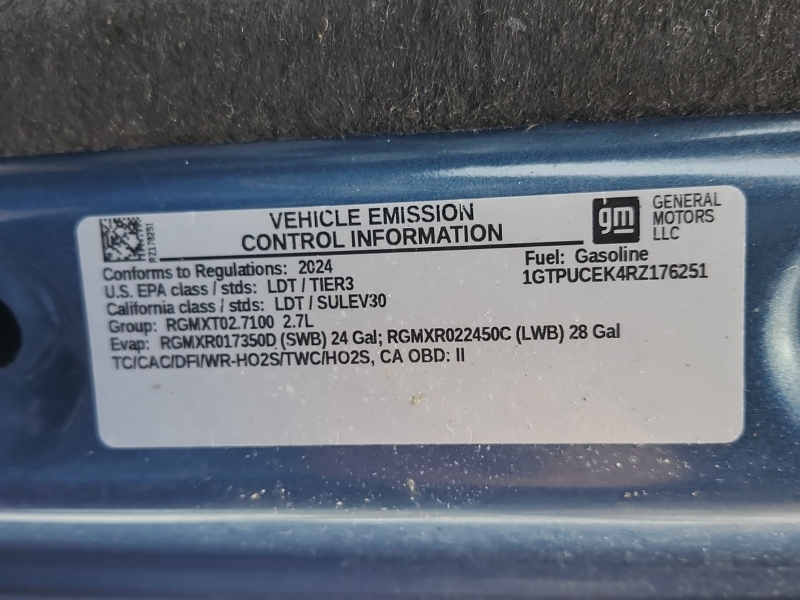 VEHICLE EMISSION
CONTROL INFORMATION
gm
GENERAL
MOTORS
LLC
RZ176251
Conforms to Regulations: 2024
Fuel: Gasoline
U.S. EPA class / stds: LDT / TIER3
1GTPUCEK4RZ176251
California class / stds: LDT / SULEV30
Group: RGMXT02.7100 2.7L
Evap: RGMXR017350D (SWB) 24 Gal; RGMXR022450C (LWB) 28 Gal
TC/CAC/DFI/WR-HO2S/TWC/HO2S, CA OBD: II